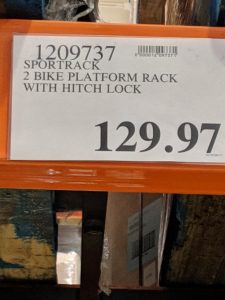 1209737
SPORTRACK
2 BIKE PLATFORM RACK
WITH HITCH LOCK
129.97